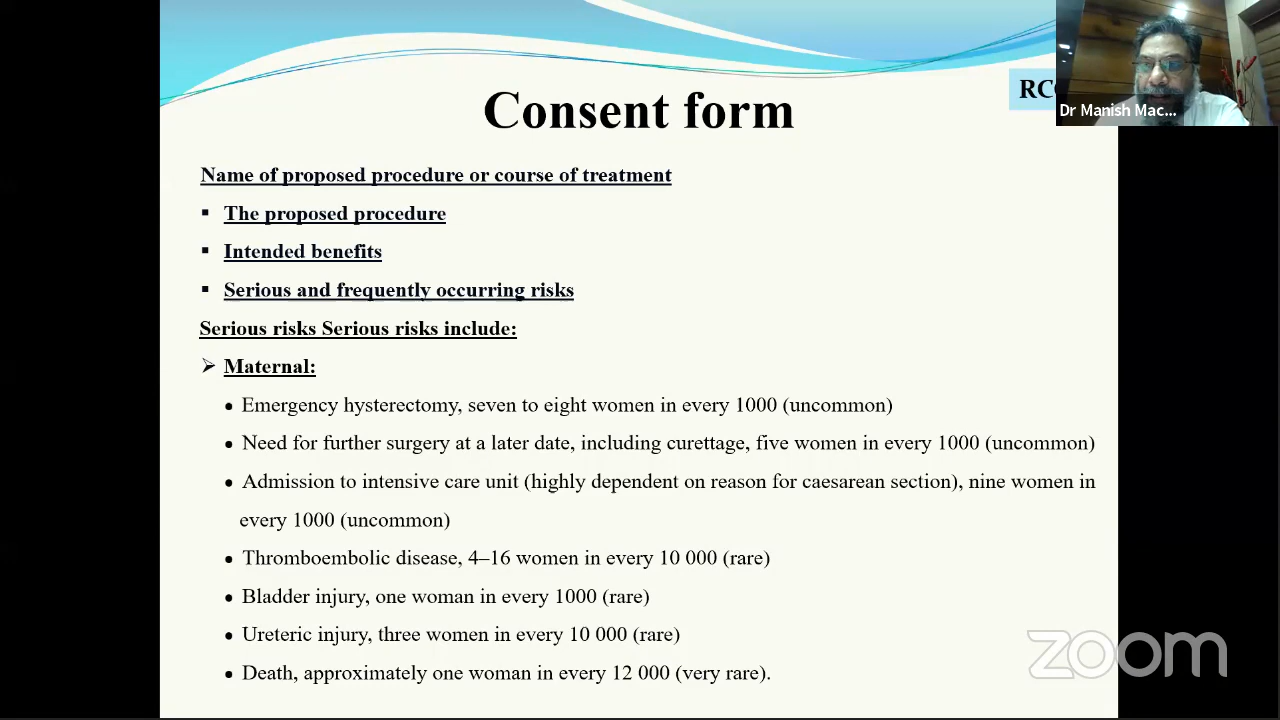 Consent form
RCO
Dr Manish Mac...
Name of proposed procedure or course of treatment
▪ The proposed procedure
▪ Intended benefits
▪ Serious and frequently occurring risks
Serious risks Serious risks include:
➢ Maternal:
• Emergency hysterectomy, seven to eight women in every 1000 (uncommon)
• Need for further surgery at a later date, including curettage, five women in every 1000 (uncommon)
• Admission to intensive care unit (highly dependent on reason for caesarean section), nine women in
every 1000 (uncommon)
• Thromboembolic disease, 4–16 women in every 10 000 (rare)
• Bladder injury, one woman in every 1000 (rare)
• Ureteric injury, three women in every 10 000 (rare)
• Death, approximately one woman in every 12 000 (very rare).
zoom